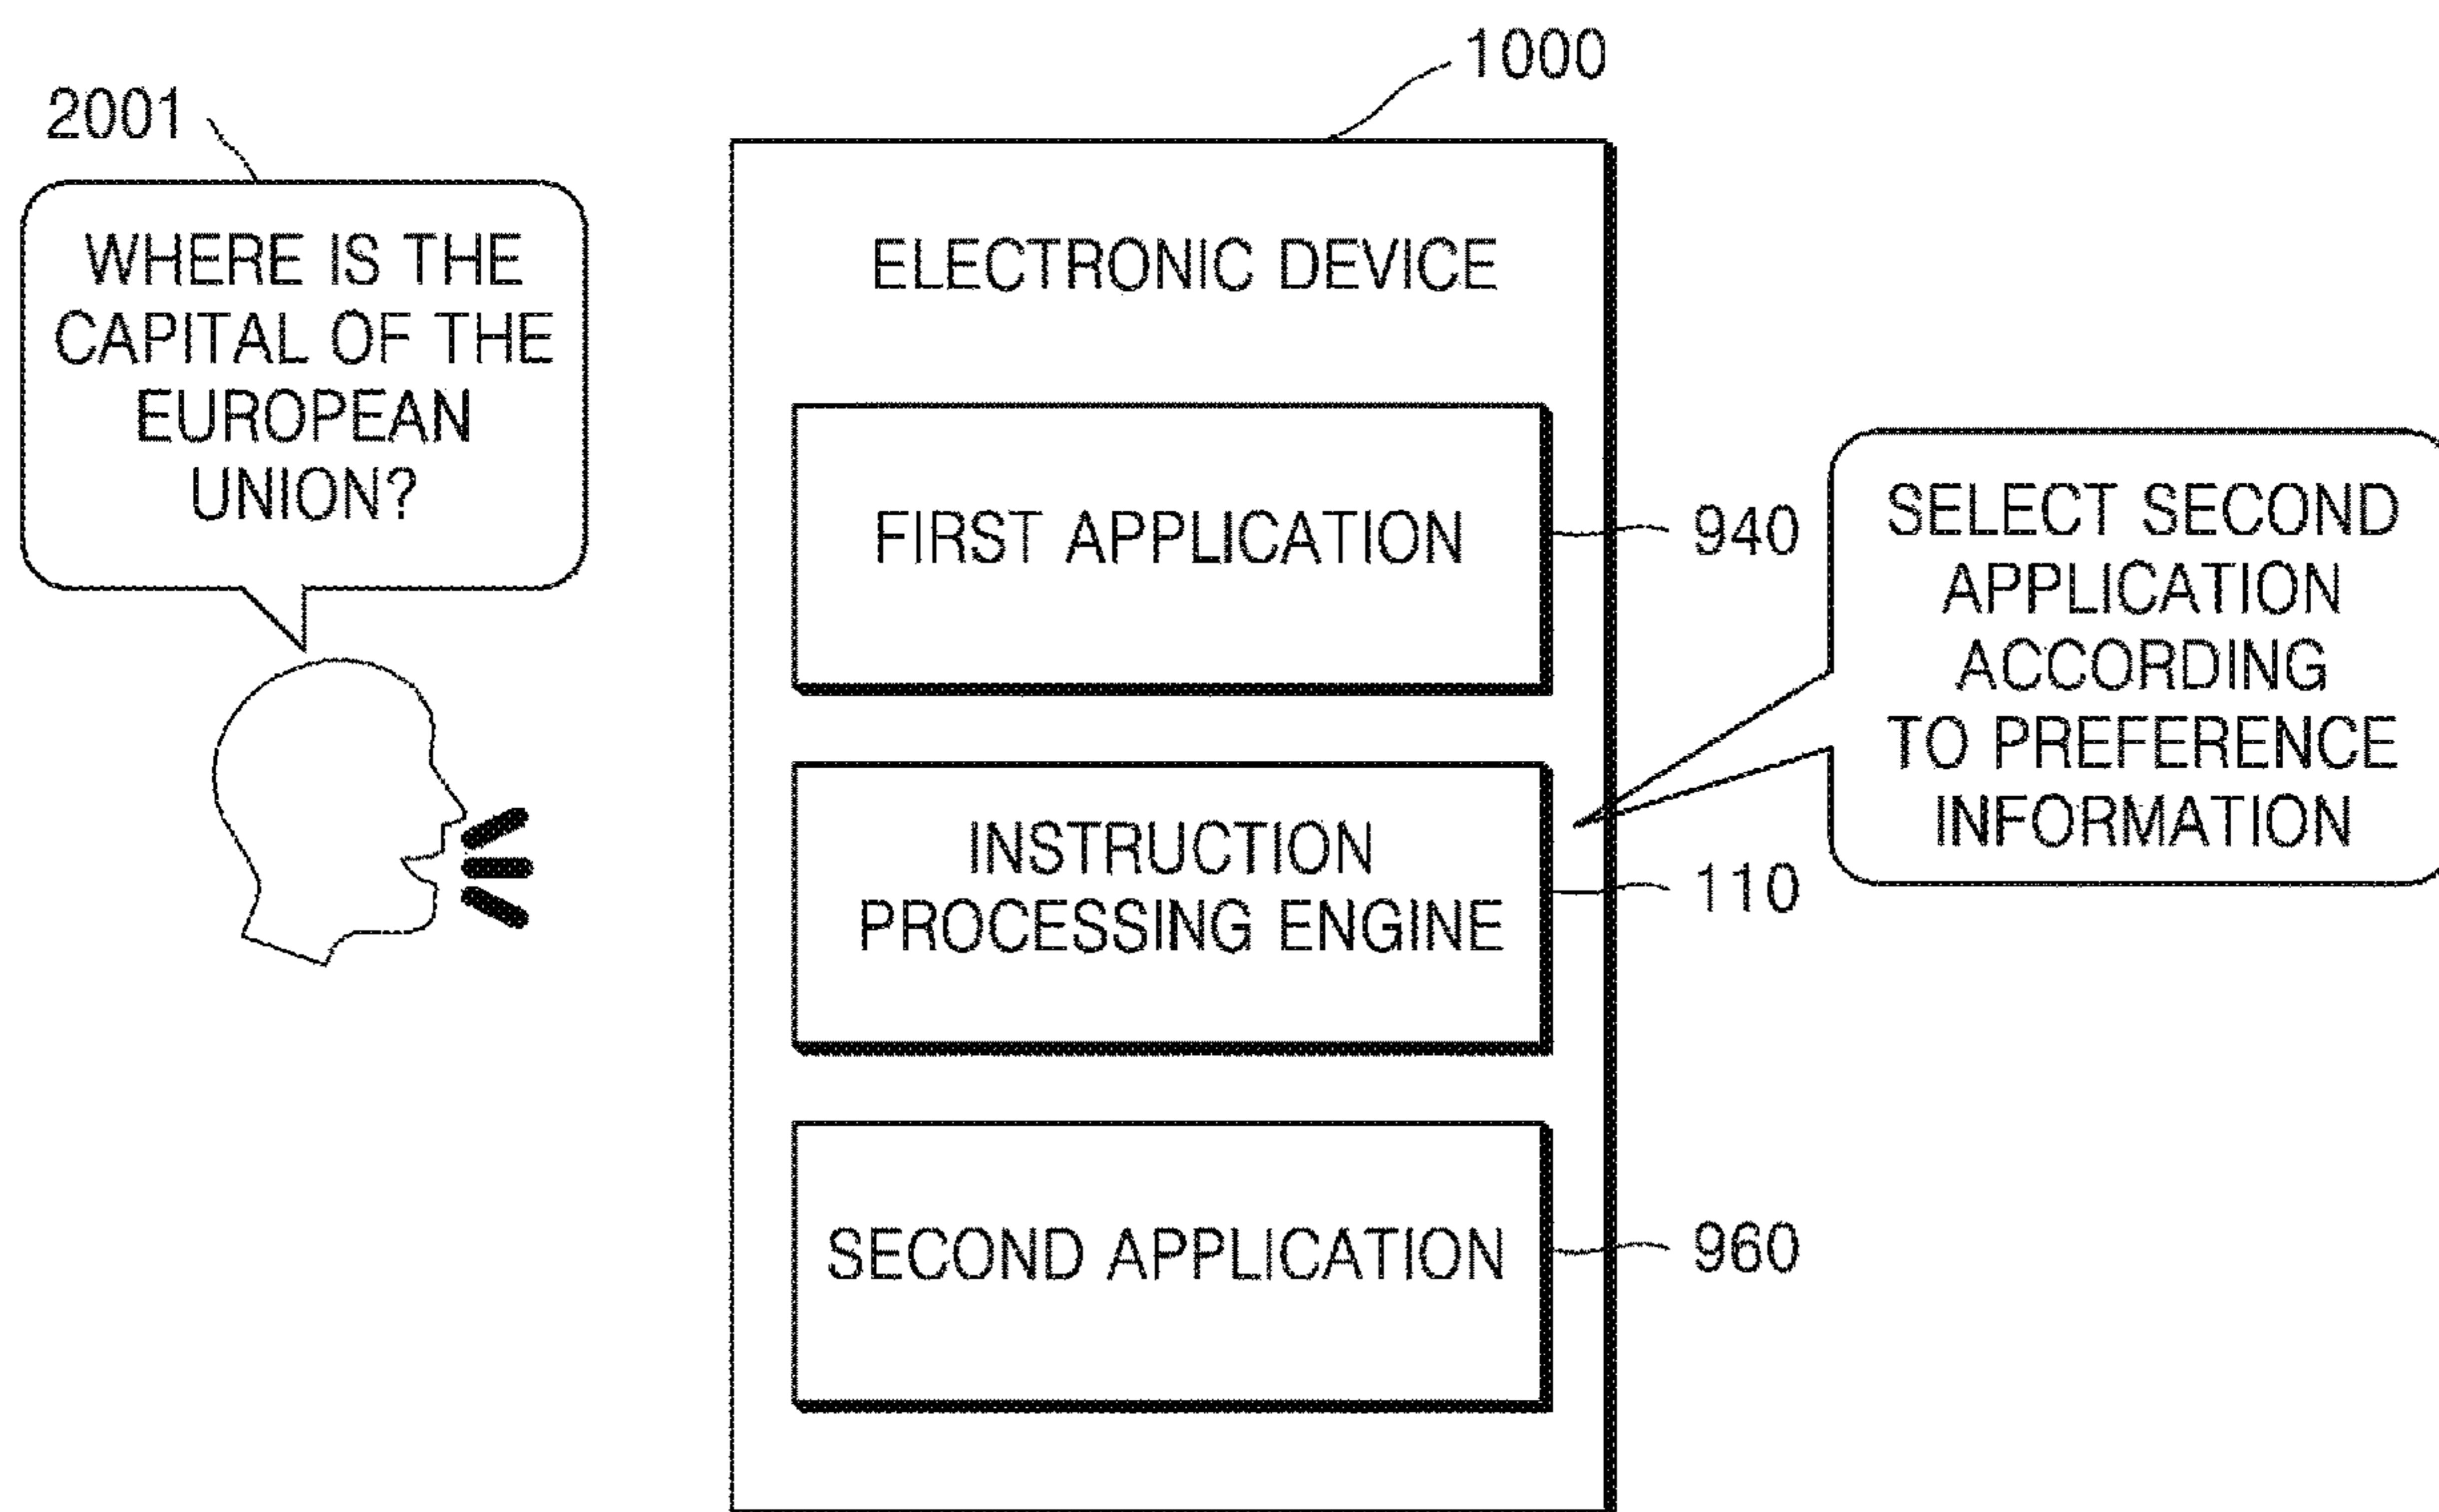 1000
2001
WHERE IS THE
CAPITAL OF THE
EUROPEAN
UNION?
ELECTRONIC DEVICE
FIRST APPLICATION
940
SELECT SECOND
APPLICATION
ACCORDING
TO PREFERENCE
INFORMATION
INSTRUCTION
PROCESSING ENGINE
110
SECOND APPLICATION
960